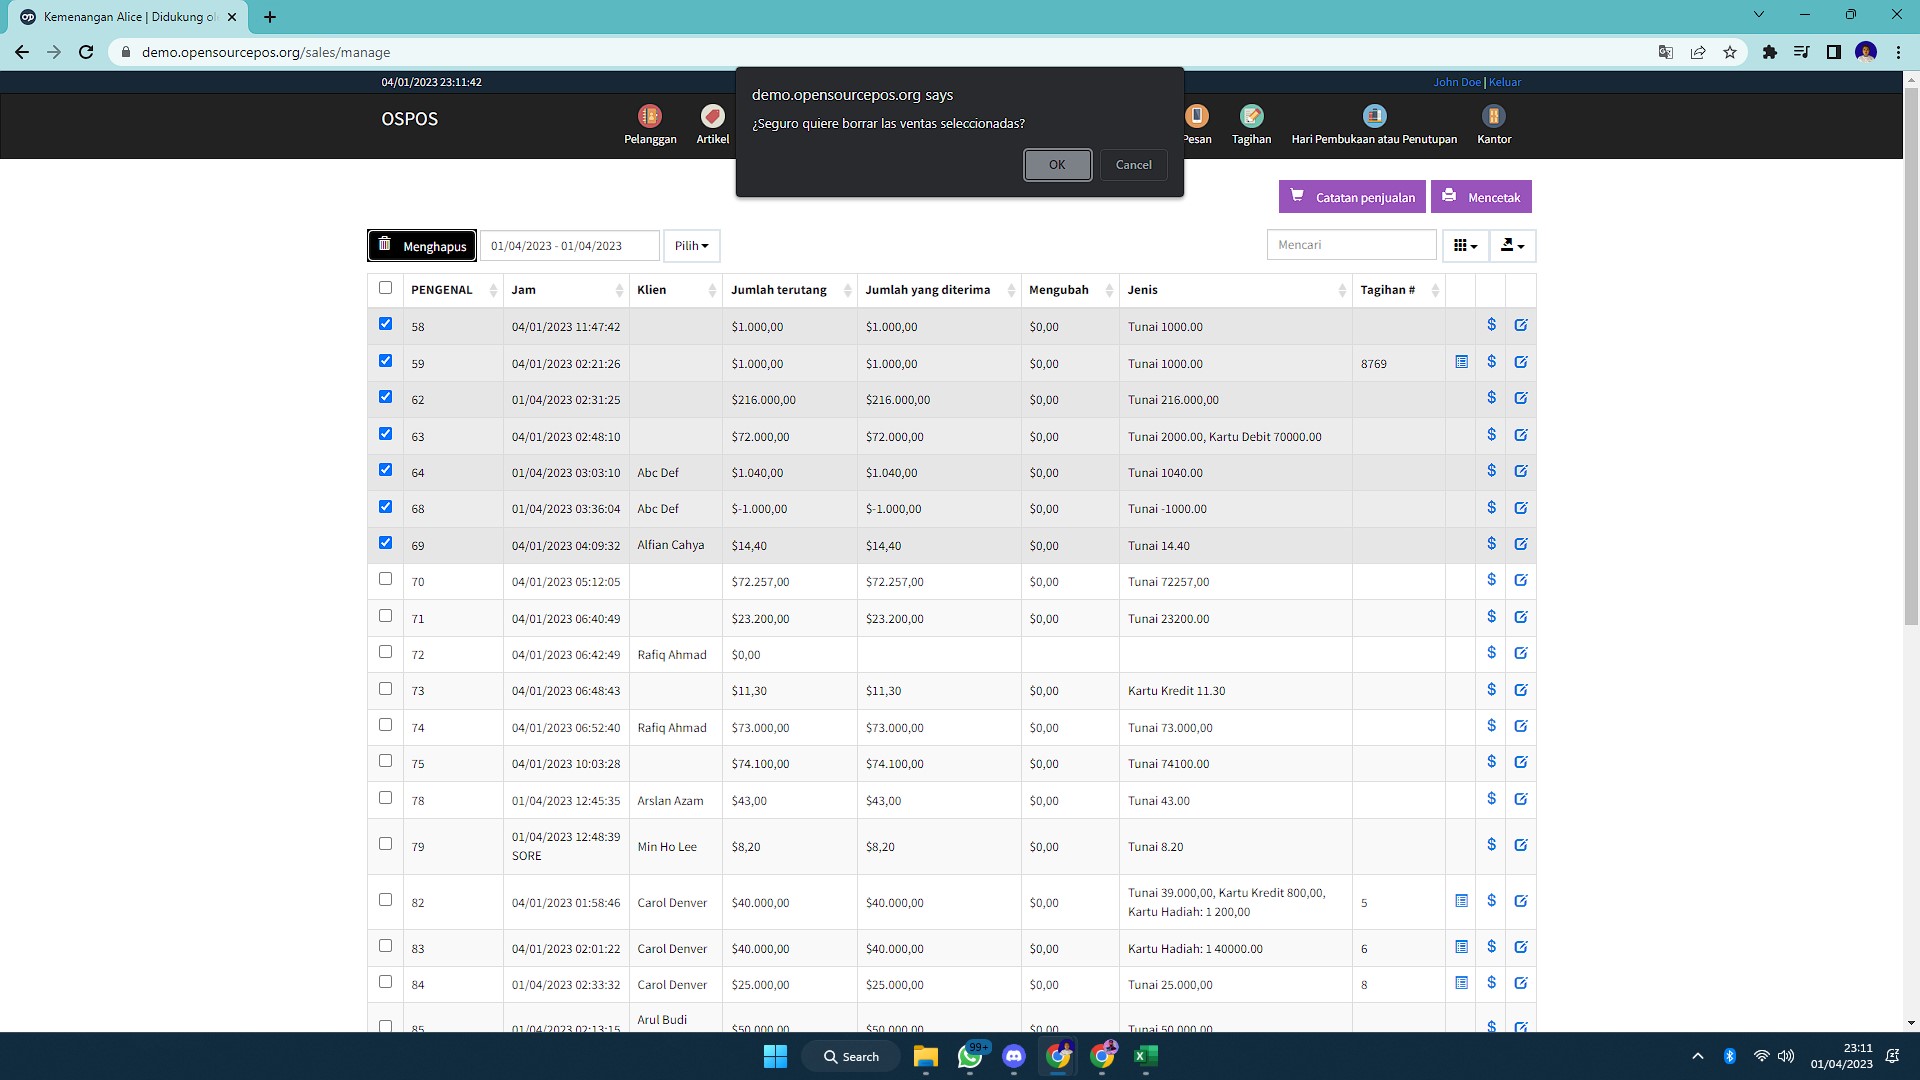 Kemenangan Alice | Didukung ol
demo.opensourcepos.org/sales/manage
04/01/2023 23:11:42
John Doe | Keluar
OSPOS
Pelanggan
Artikel
Pesan
Tagihan
Hari Pembukaan atau Penutupan
Kantor
demo.opensourcepos.org says
¿Seguro quiere borrar las ventas seleccionadas?
OK
Cancel
Catatan penjualan
Mencetak
Menghapus
01/04/2023 - 01/04/2023
Pilih
Mencari
PENGENAL Jam Klien Jumlah terutang Jumlah yang diterima Mengubah Jenis Tagihan #
58 04/01/2023 11:47:42 $1.000,00 $1.000,00 $0,00 Tunai 1000.00
59 04/01/2023 02:21:26 $1.000,00 $1.000,00 $0,00 Tunai 1000.00 8769
62 01/04/2023 02:31:25 $216.000,00 $216.000,00 $0,00 Tunai 216.000,00
63 04/01/2023 02:48:10 $72.000,00 $72.000,00 $0,00 Tunai 2000.00, Kartu Debit 70000.00
64 01/04/2023 03:03:10 Abc Def $1.040,00 $1.040,00 $0,00 Tunai 1040.00
68 01/04/2023 03:36:04 Abc Def $-1.000,00 $-1.000,00 $0,00 Tunai -1000.00
69 04/01/2023 04:09:32 Alfian Cahya $14,40 $14,40 $0,00 Tunai 14.40
70 04/01/2023 05:12:05 $72.257,00 $72.257,00 $0,00 Tunai 72257,00
71 04/01/2023 06:40:49 $23.200,00 $23.200,00 $0,00 Tunai 23200.00
72 04/01/2023 06:42:49 Rafiq Ahmad $0,00
73 04/01/2023 06:48:43 $11,30 $11,30 $0,00 Kartu Kredit 11.30
74 04/01/2023 06:52:40 Rafiq Ahmad $73.000,00 $73.000,00 $0,00 Tunai 73.000,00
75 04/01/2023 10:03:28 $74.100,00 $74.100,00 $0,00 Tunai 74100.00
78 01/04/2023 12:45:35 Arslan Azam $43,00 $43,00 $0,00 Tunai 43.00
79 01/04/2023 12:48:39 SORE Min Ho Lee $8,20 $8,20 $0,00 Tunai 8.20
82 04/01/2023 01:58:46 Carol Denver $40.000,00 $40.000,00 $0,00 Tunai 39.000,00, Kartu Kredit 800,00, Kartu Hadiah: 1 200,00 5
83 04/01/2023 02:01:22 Carol Denver $40.000,00 $40.000,00 $0,00 Kartu Hadiah: 1 40000.00 6
84 01/04/2023 02:33:32 Carol Denver $25.000,00 $25.000,00 $0,00 Tunai 25.000,00 8
85 01/04/2023 02:13:15 Arul Budi $50.000,00 $50.000,00 $0,00 Tunai 50.000,00
Search
99+
23:11
01/04/2023